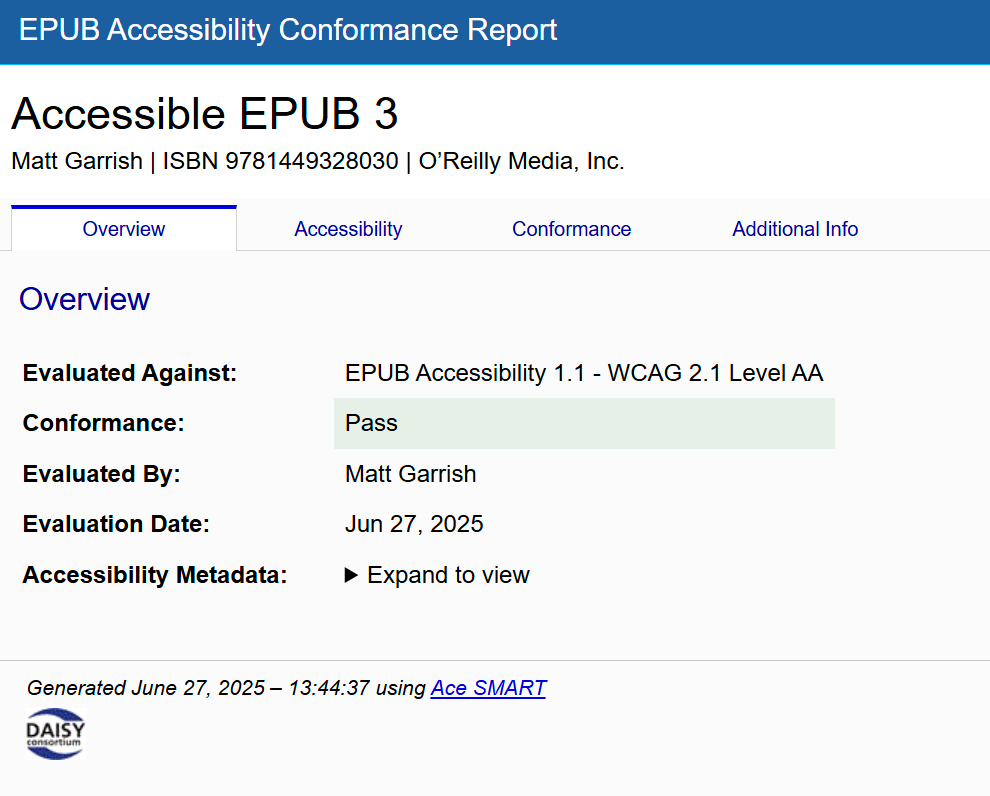 EPUB Accessibility Conformance Report
Accessible EPUB 3
Matt Garrish | ISBN 9781449328030 | O’Reilly Media, Inc.
Overview Accessibility Conformance Additional Info
Overview
Evaluated Against: EPUB Accessibility 1.1 - WCAG 2.1 Level AA
Conformance: Pass
Evaluated By: Matt Garrish
Evaluation Date: Jun 27, 2025
Accessibility Metadata: ▶ Expand to view
Generated June 27, 2025 – 13:44:37 using Ace SMART
DAISY
consortium